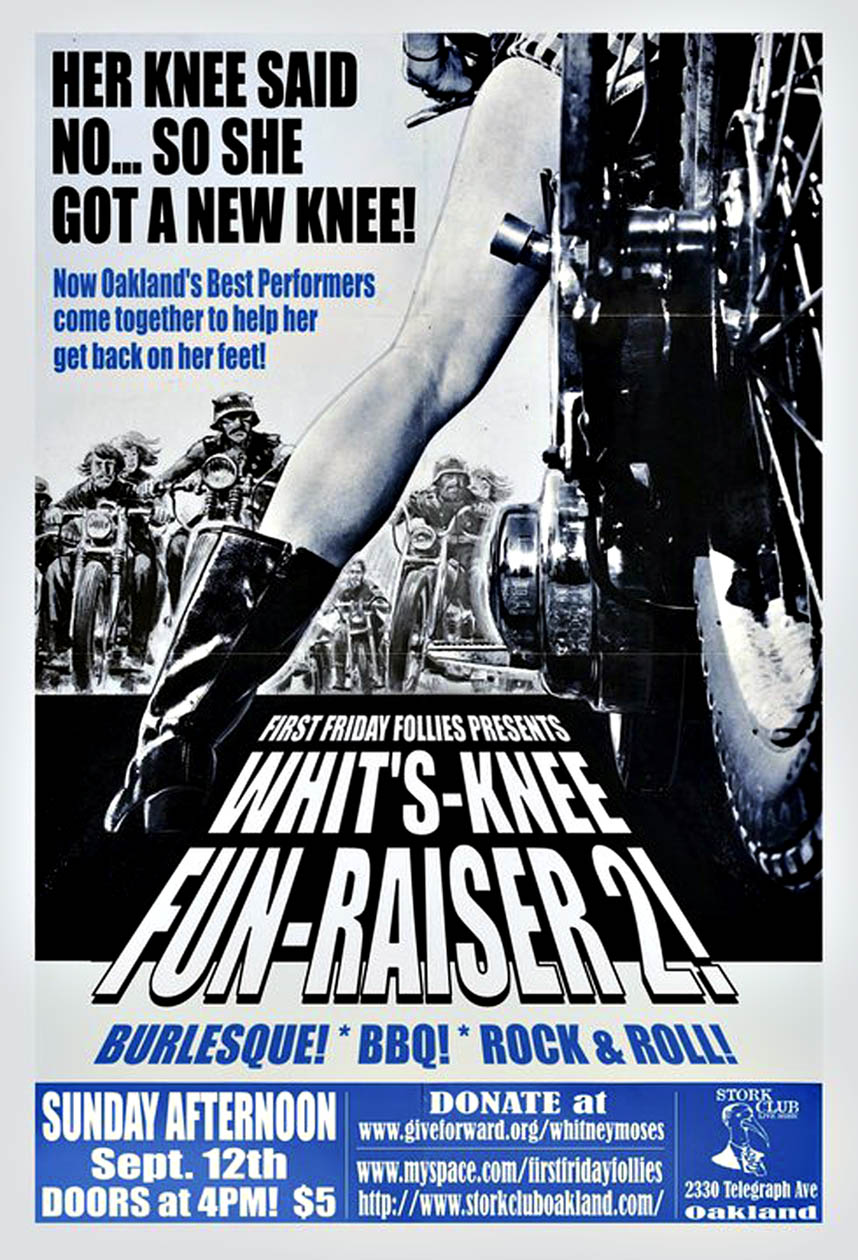 HER KNEE SAID
NO... SO SHE
GOT A NEW KNEE!
Now Oakland's Best Performers
come together to help her
get back on her feet!
FIRST FRIDAY FOLLIES PRESENTS
WHIT'S-KNEE
FUN-RAISER 2!
BURLESQUE! * BBQ! * ROCK & ROLL!
SUNDAY AFTERNOON
Sept. 12th
DOORS at 4PM! $5
DONATE at
www.giveforward.org/whitneymoses
www.myspace.com/firstfridayfollies
http://www.storkcluboakland.com/
STORK
CLUB
LIVE MUSIC
2330 Telegraph Ave
Oakland